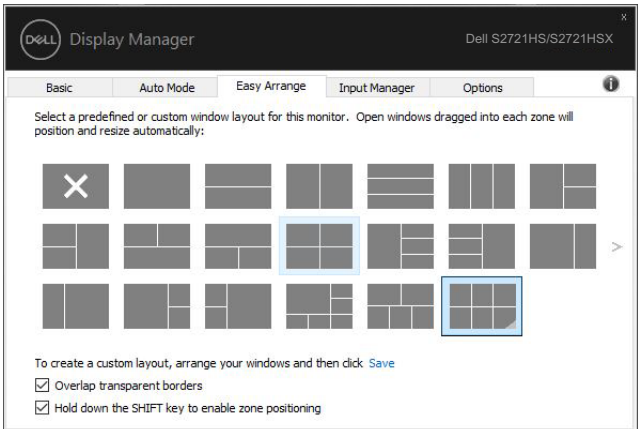 x
DELL Display Manager Dell S2721HS/S2721HSX
Basic Auto Mode Easy Arrange Input Manager Options i
Select a predefined or custom window layout for this monitor. Open windows dragged into each zone will
position and resize automatically:
>
To create a custom layout, arrange your windows and then click Save
Overlap transparent borders
Hold down the SHIFT key to enable zone positioning